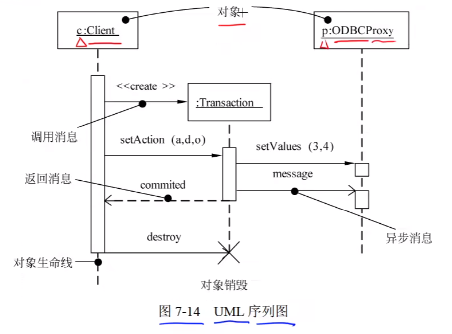 对象
c:Client
p:ODBCProxy
<<create >>
:Transaction
调用消息
setAction (a,d,o)
setValues (3,4)
返回消息
commited
message
异步消息
destroy
对象生命线
对象销毁
图 7-14 UML 序列图